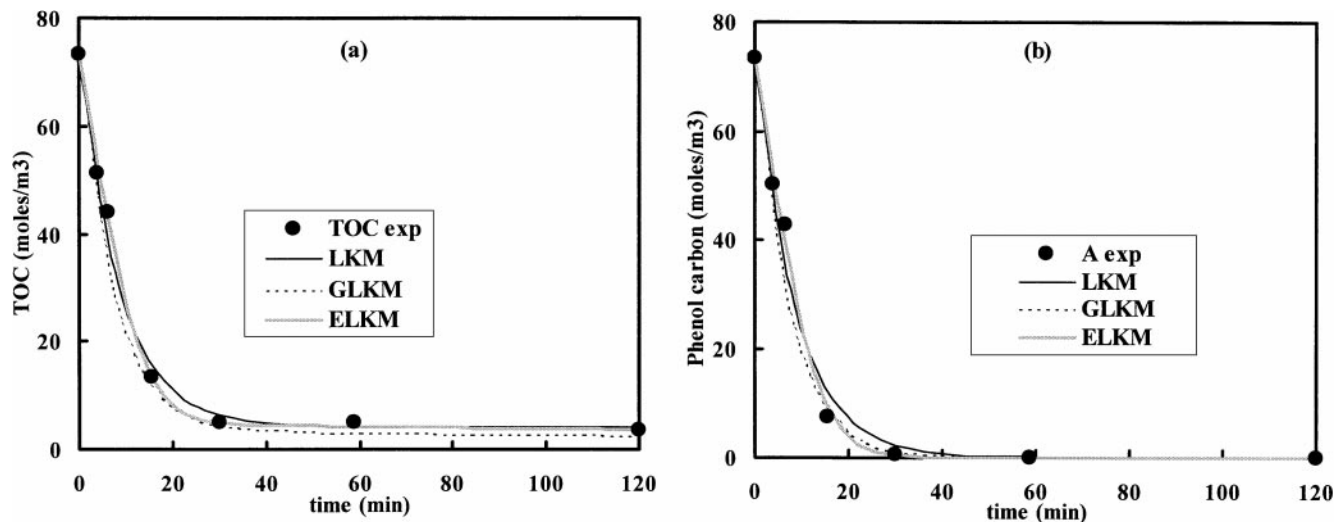 (a)
TOC (moles/m3)
80
60
40
20
0
TOC exp
LKM
GLKM
ELKM
0 20 40 60 80 100 120
time (min)
(b)
Phenol carbon (moles/m3)
80
60
40
20
0
A exp
LKM
GLKM
ELKM
0 20 40 60 80 100 120
time (min)